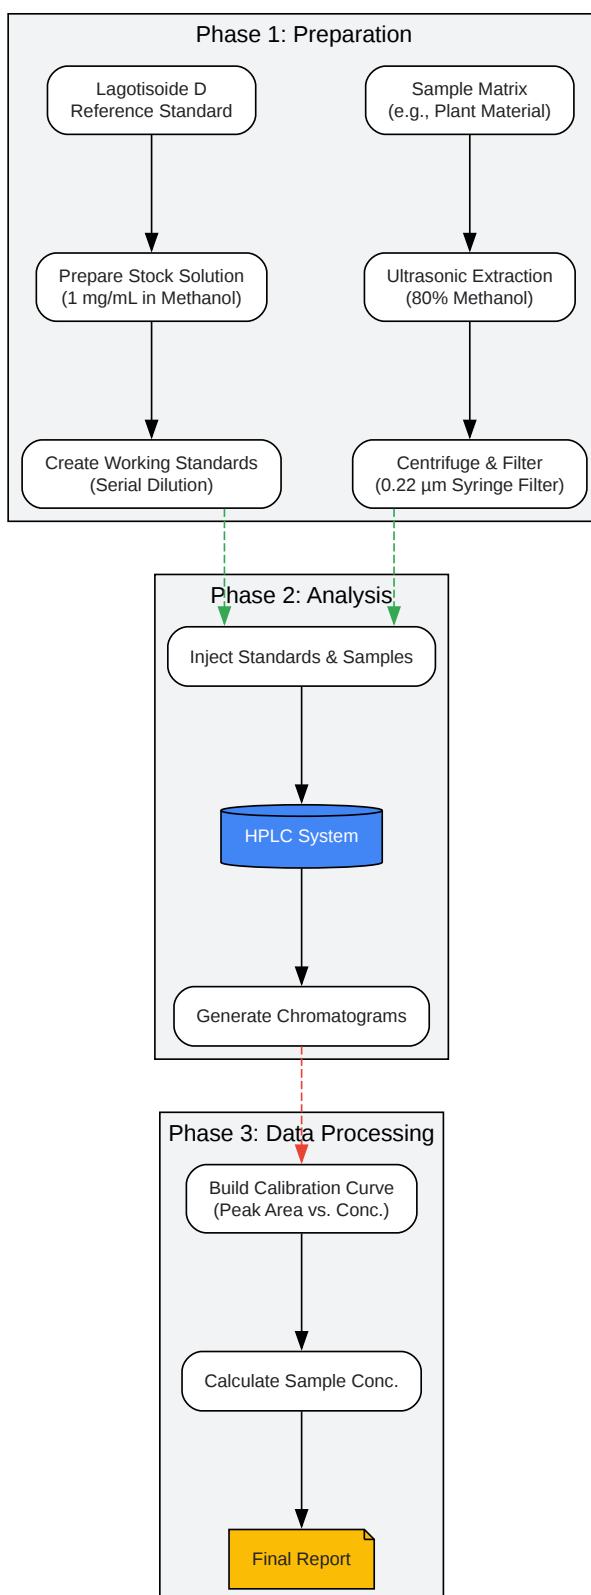 Phase 1: Preparation
Lagotisoide D
Reference Standard
Sample Matrix
(e.g., Plant Material)
Prepare Stock Solution
(1 mg/mL in Methanol)
Ultrasonic Extraction
(80% Methanol)
Create Working Standards
(Serial Dilution)
Centrifuge & Filter
(0.22 µm Syringe Filter)
Phase 2: Analysis
Inject Standards & Samples
HPLC System
Generate Chromatograms
Phase 3: Data Processing
Build Calibration Curve
(Peak Area vs. Conc.)
Calculate Sample Conc.
Final Report